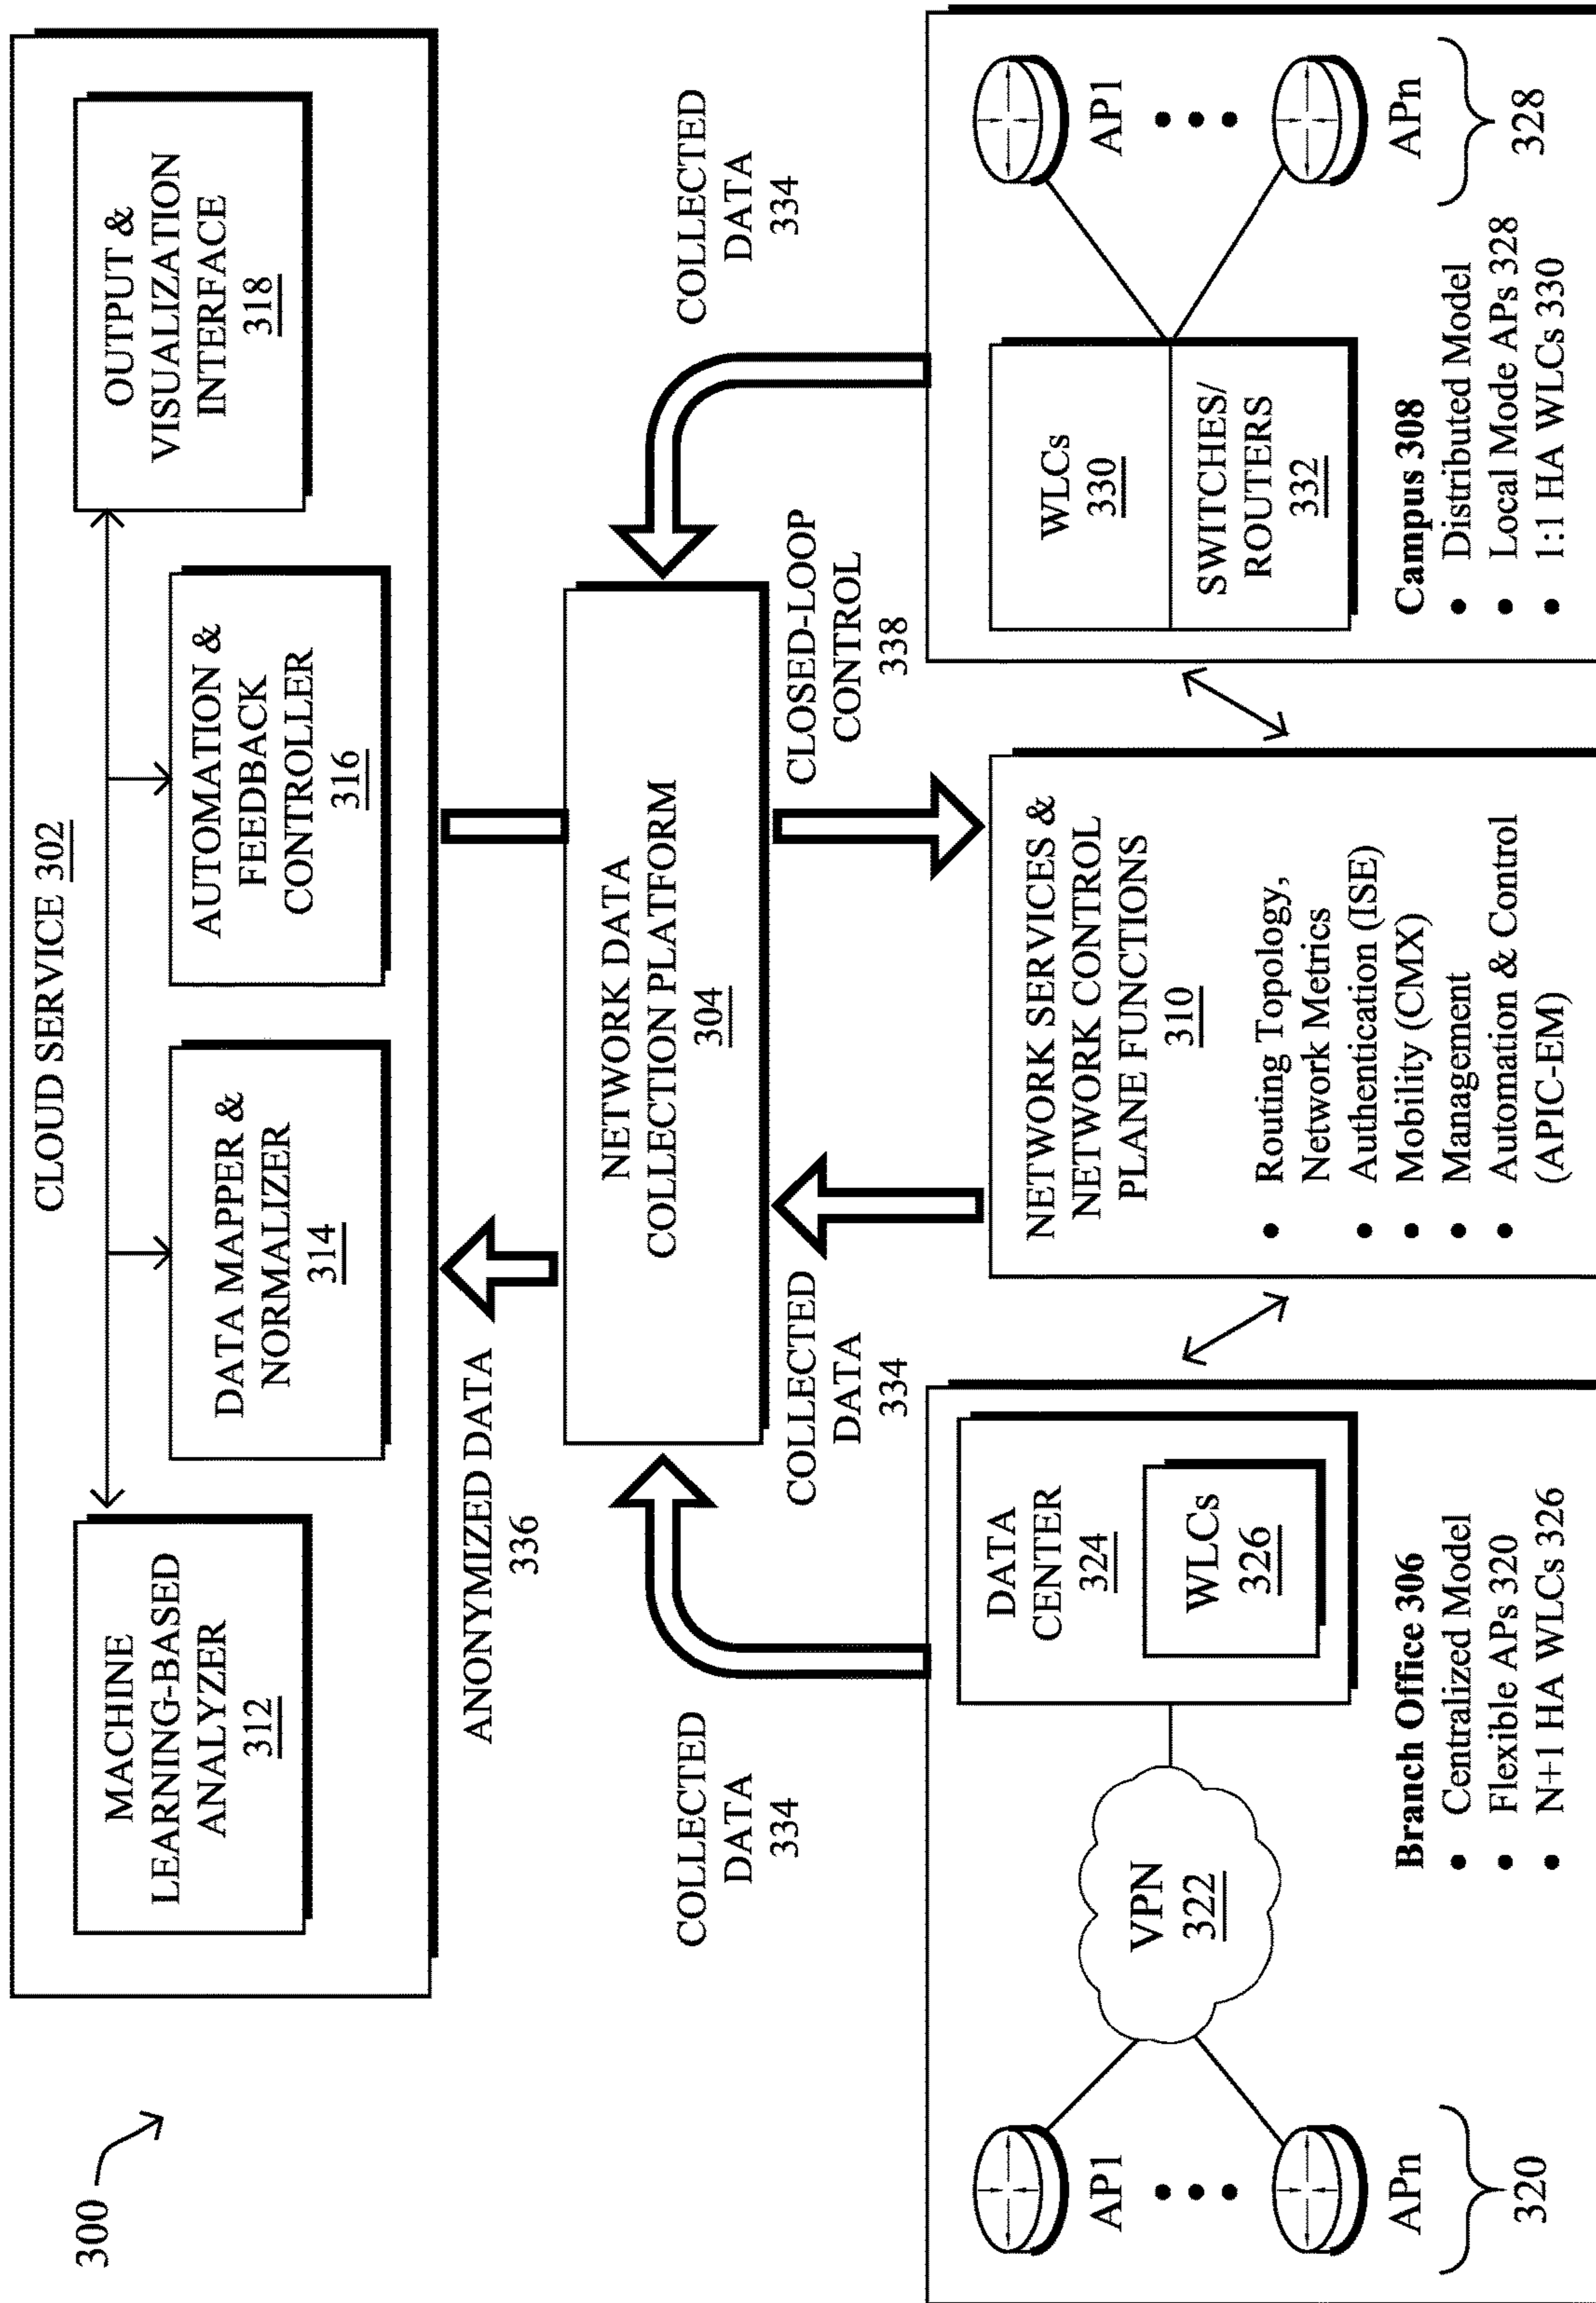 300
CLOUD SERVICE 302
MACHINE
LEARNING-BASED
ANALYZER
312
DATA MAPPER &
NORMALIZER
314
AUTOMATION &
FEEDBACK
CONTROLLER
316
OUTPUT &
VISUALIZATION
INTERFACE
318
ANONYMIZED DATA
336
COLLECTED
DATA
334
NETWORK DATA
COLLECTION PLATFORM
304
COLLECTED
DATA
334
COLLECTED
DATA
334
CLOSED-LOOP
CONTROL
338
AP1
APn
320
VPN
322
DATA
CENTER
324
WLCs
326
Branch Office 306
• Centralized Model
• Flexible APs 320
• N+1 HA WLCs 326
NETWORK SERVICES &
NETWORK CONTROL
PLANE FUNCTIONS
310
• Routing Topology,
Network Metrics
• Authentication (ISE)
• Mobility (CMX)
• Management
• Automation & Control
(APIC-EM)
WLCs
330
SWITCHES/
ROUTERS
332
AP1
APn
328
Campus 308
• Distributed Model
• Local Mode APs 328
• 1:1 HA WLCs 330